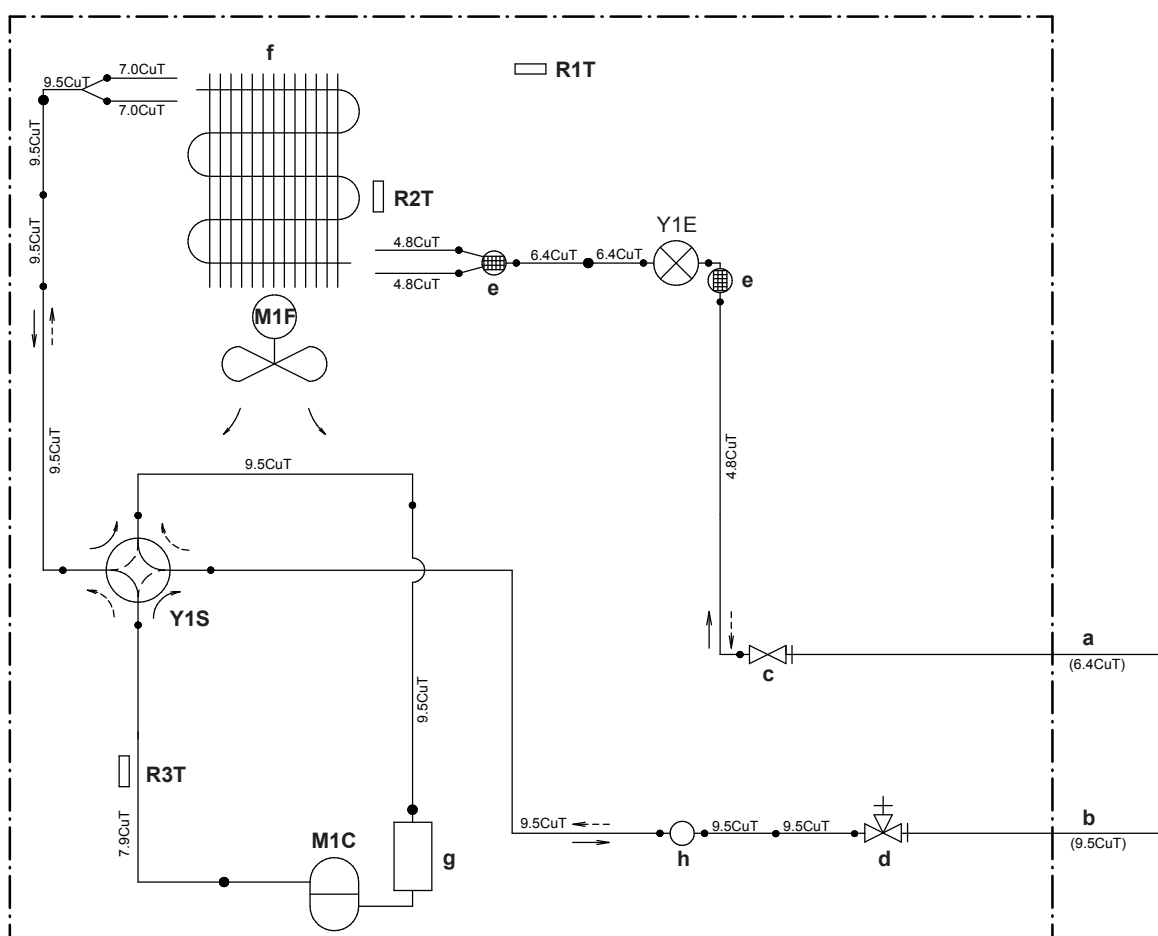 f
R1T
7.0CuT
9.5CuT
7.0CuT
9.5CuT
R2T
9.5CuT
4.8CuT
4.8CuT
e
6.4CuT
6.4CuT
Y1E
e
M1F
9.5CuT
9.5CuT
4.8CuT
Y1S
a
(6.4CuT)
c
9.5CuT
R3T
7.9CuT
M1C
g
9.5CuT
h
9.5CuT
9.5CuT
d
b
(9.5CuT)